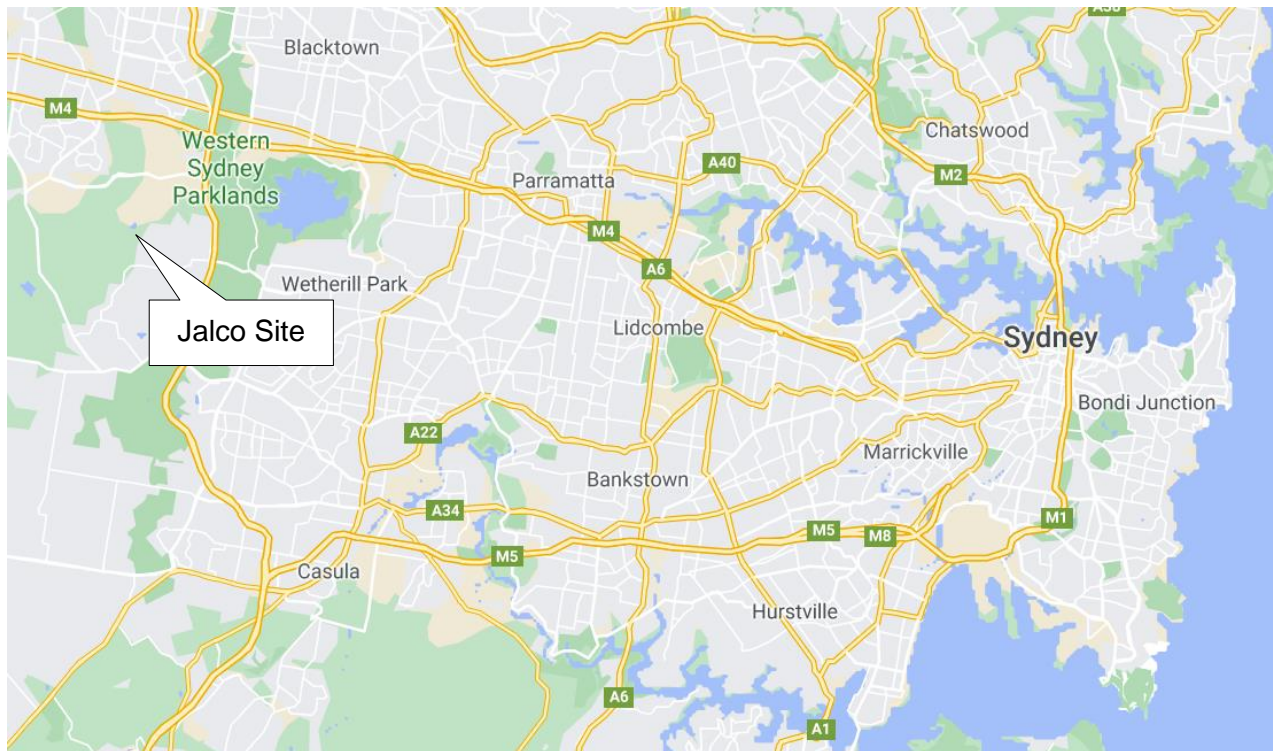 A38
Blacktown
M4
Western
Sydney
Parklands
Chatswood
A40
M2
Parramatta
M4
A6
Wetherill Park
Jalco Site
Lidcombe
Sydney
Bondi Junction
A22
Marrickville
Bankstown
A34
M1
M5
M8
M5
Casula
Hurstville
A6
A1